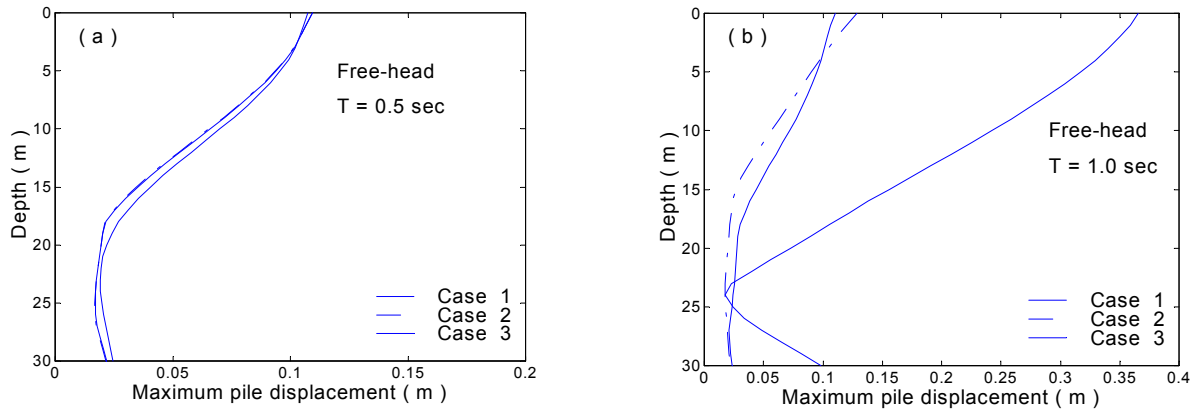 ( a )
Free-head
T = 0.5 sec
0
5
10
15
20
25
30
Depth ( m )
Case 1
Case 2
Case 3
0
0.05
0.1
0.15
0.2
Maximum pile displacement ( m )
( b )
Free-head
T = 1.0 sec
0
5
10
15
20
25
30
Depth ( m )
Case 1
Case 2
Case 3
0
0.05
0.1
0.15
0.2
0.25
0.3
0.35
0.4
Maximum pile displacement ( m )